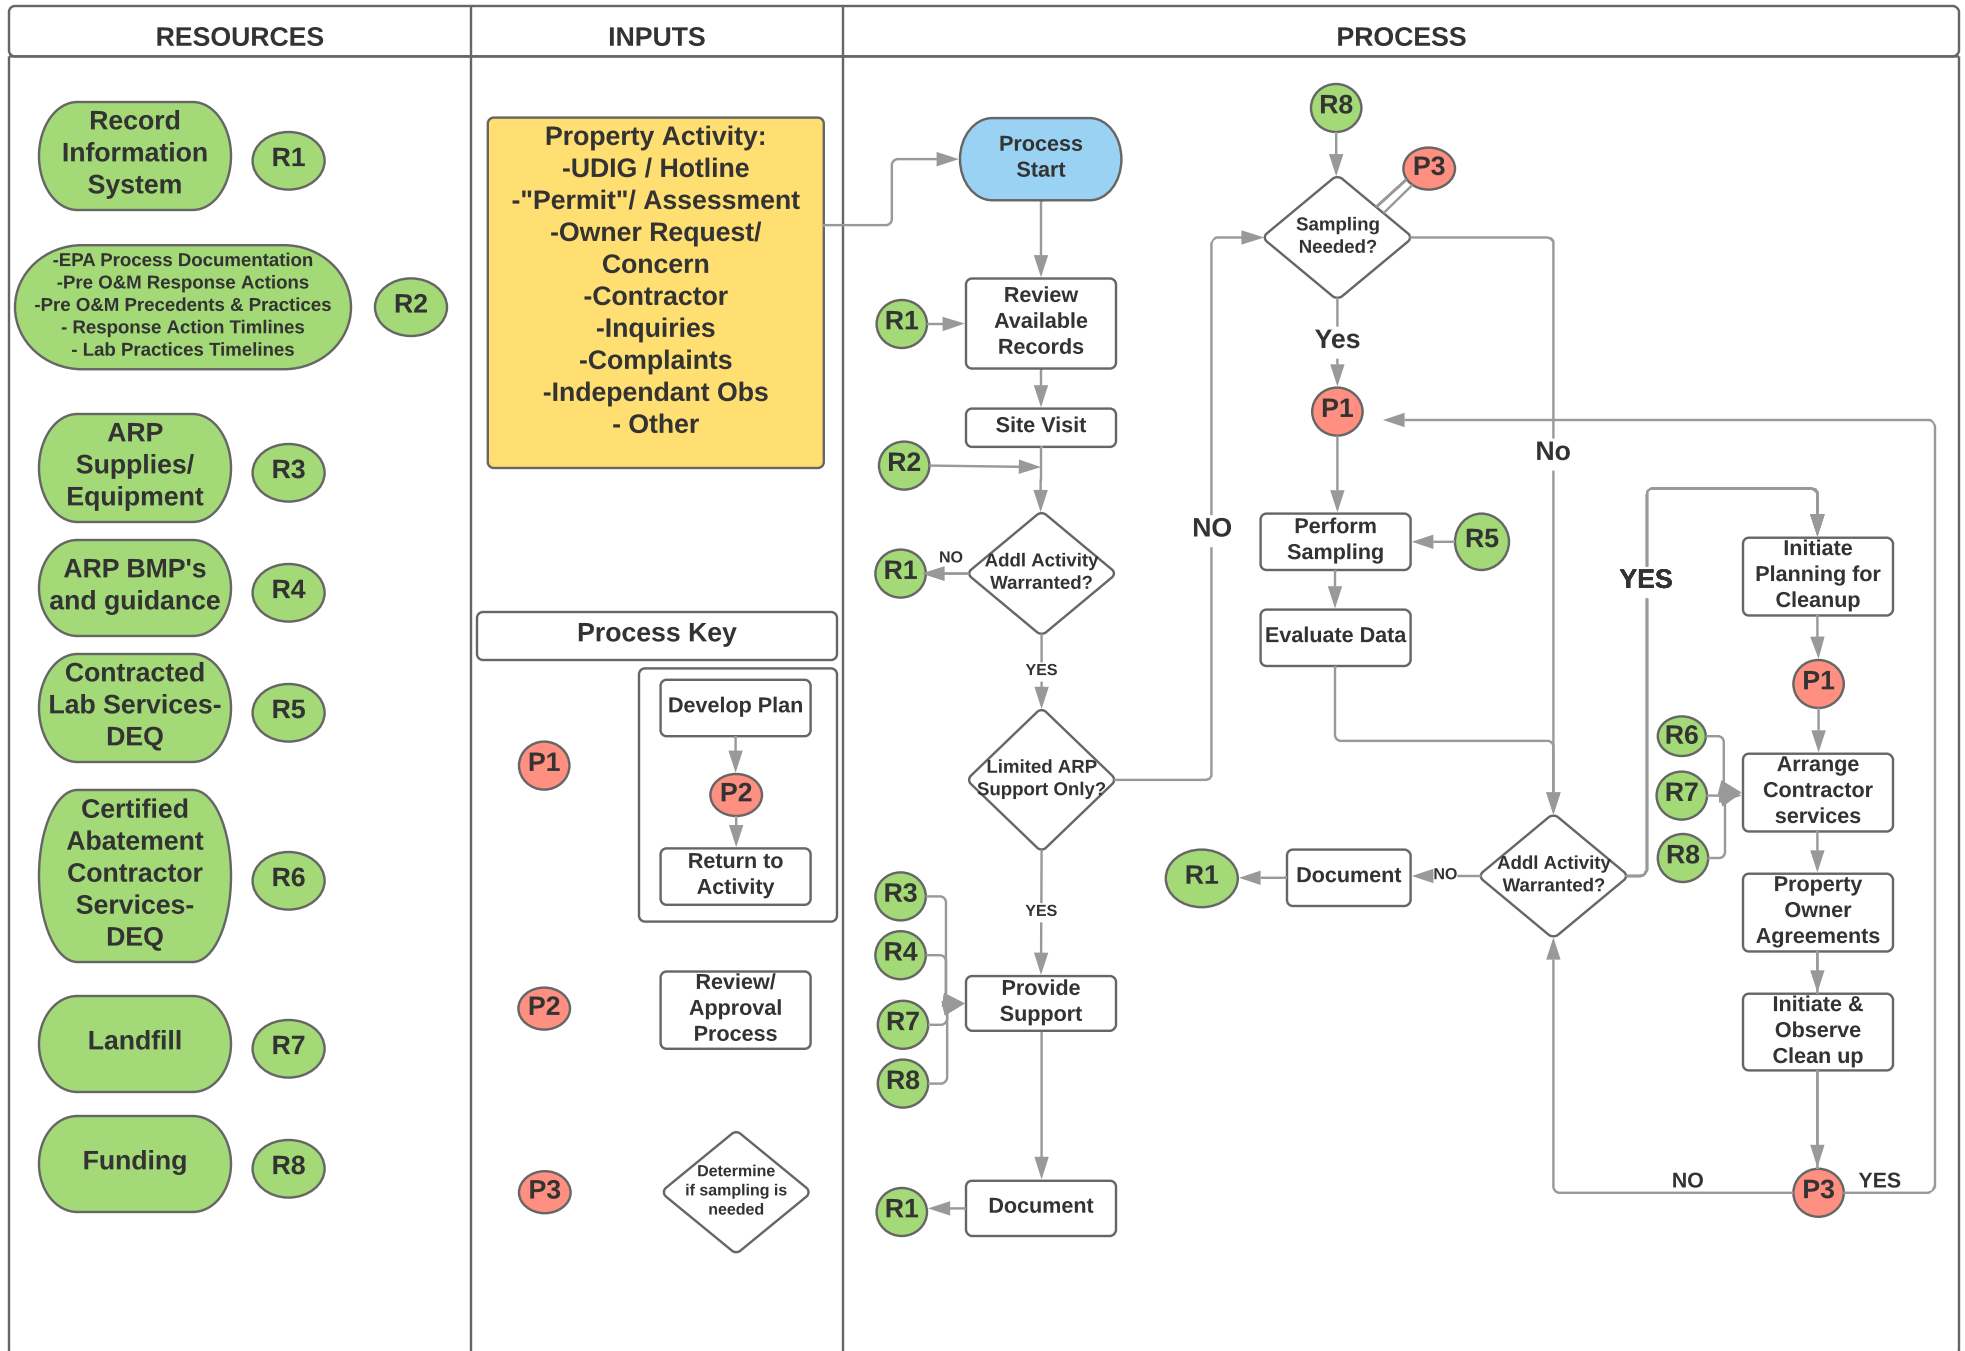 RESOURCES
INPUTS
PROCESS
Record
Information
System
R1
-EPA Process Documentation
-Pre O&M Response Actions
-Pre O&M Precedents & Practices
- Response Action Timlines
- Lab Practices Timelines
R2
ARP
Supplies/
Equipment
R3
ARP BMP's
and guidance
R4
Contracted
Lab Services-
DEQ
R5
Certified
Abatement
Contractor
Services-
DEQ
R6
Landfill
R7
Funding
R8
Property Activity:
-UDIG / Hotline
-"Permit"/ Assessment
-Owner Request/
Concern
-Contractor
-Inquiries
-Complaints
-Independant Obs
- Other
Process Key
P1
Develop Plan
P2
Return to
Activity
P2
Review/
Approval
Process
P3
Determine
if sampling is
needed
Process
Start
R1
Review
Available
Records
Site Visit
R2
Addl Activity
Warranted?
NO
R1
YES
Limited ARP
Support Only?
NO
YES
R3
R4
R7
R8
Provide
Support
Document
R1
R8
P3
Sampling
Needed?
Yes
No
P1
Perform
Sampling
R5
Evaluate Data
Addl Activity
Warranted?
NO
Document
R1
YES
Initiate
Planning for
Cleanup
P1
R6
R7
R8
Arrange
Contractor
services
Property
Owner
Agreements
Initiate &
Observe
Clean up
P3
NO
YES